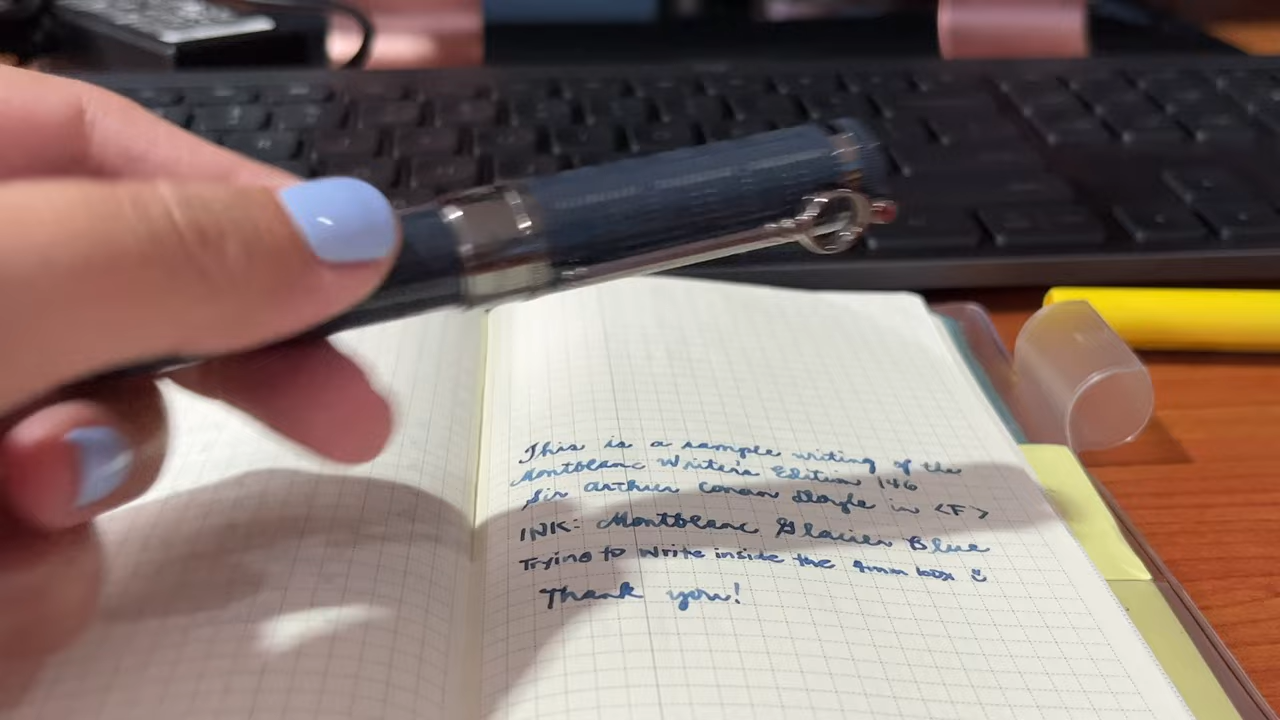 This is a sample writing of the
Montblanc Writer's Edition 146
Sir Arthur Conan Doyle in <F>
INK: Montblanc Glacier Blue
Trying to write inside the 4mm box
Thank you!